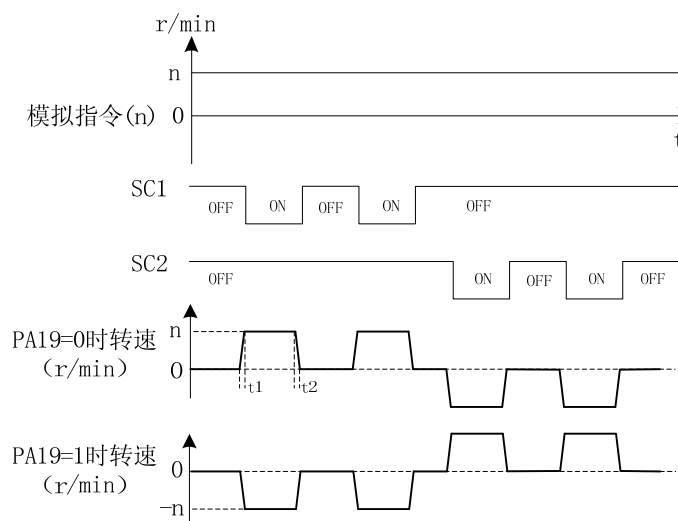 r/min
n
模拟指令(n) 0
t
SC1
OFF ON OFF ON OFF
SC2
OFF ON OFF ON OFF
n
PA19=0时转速
(r/min)
0
t1 t2
PA19=1时转速
(r/min)
0
-n